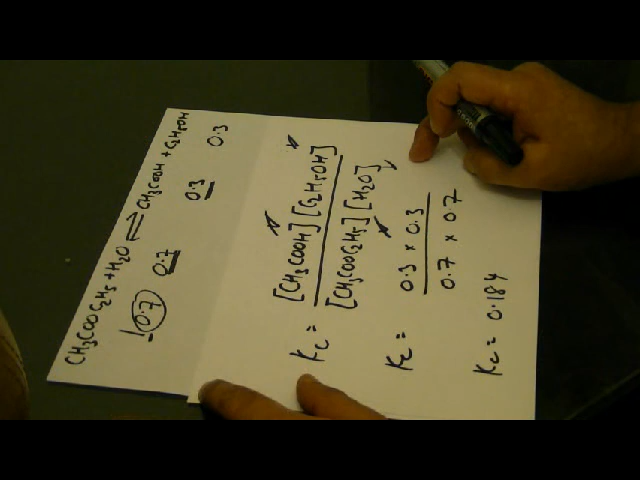 CH3COOC2H5 + H2O ⇌ CH3COOH + C2H5OH
0.7 0.7 0.3 0.3
Kc = [CH3COOH] [C2H5OH]
[CH3COOC2H5] [H2O]
Kc = 0.3 x 0.3
0.7 x 0.7
Kc = 0.184